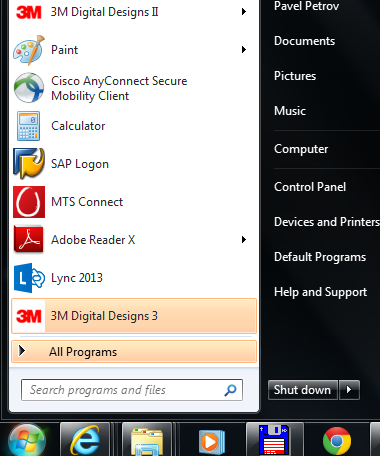 3M 3M Digital Designs II
Paint
Cisco AnyConnect Secure
Mobility Client
Calculator
SAP Logon
MTS Connect
Adobe Reader X
Lync 2013
3M 3M Digital Designs 3
All Programs
Search programs and files
Pavel Petrov
Documents
Pictures
Music
Computer
Control Panel
Devices and Printers
Default Programs
Help and Support
Shut down